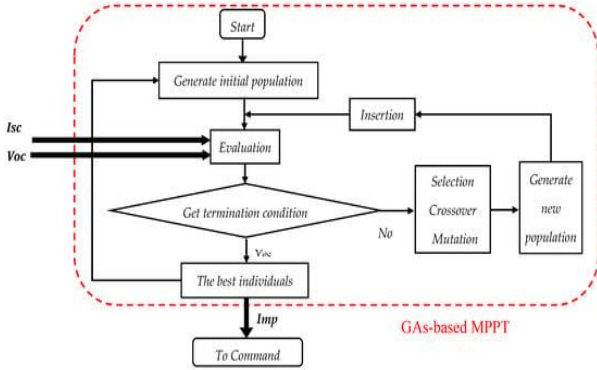 Start
Generate initial population
Insertion
Isc
Voc
Evaluation
Get termination condition
No
Selection
Crossover
Mutation
Generate
new
population
The best individuals
Imp
GAs-based MPPT
To Command